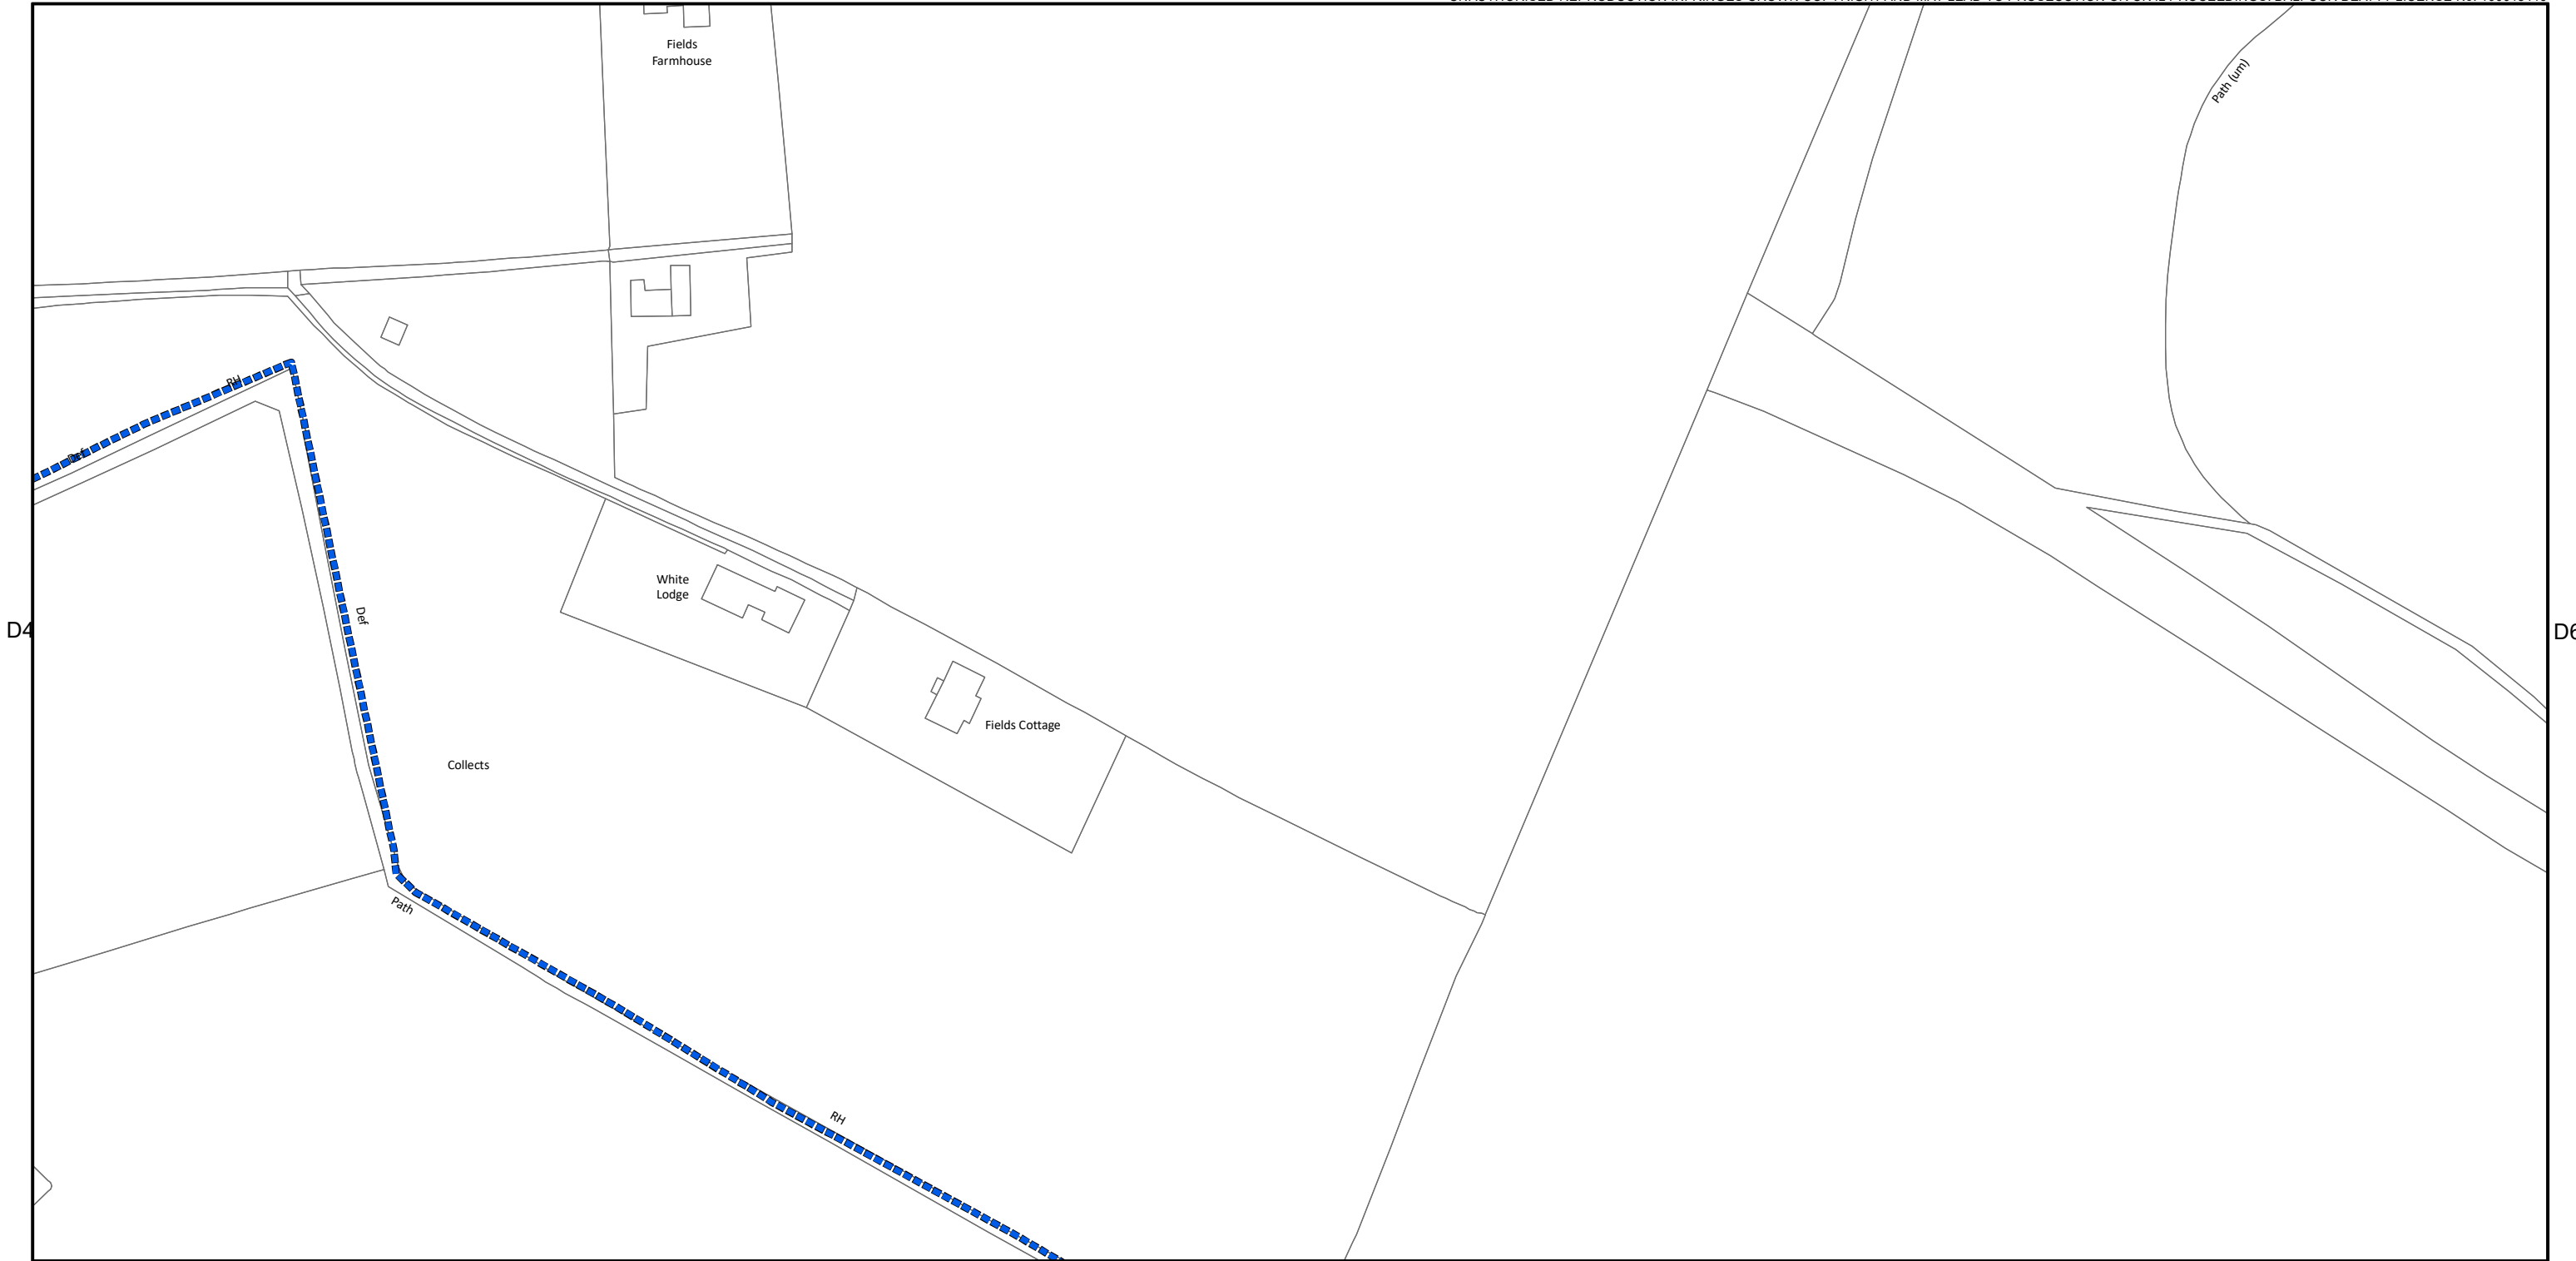 Fields
Farmhouse
Path (um)
RH
Def
Def
White
Lodge
D4
D6
Fields Cottage
Collects
Path
RH